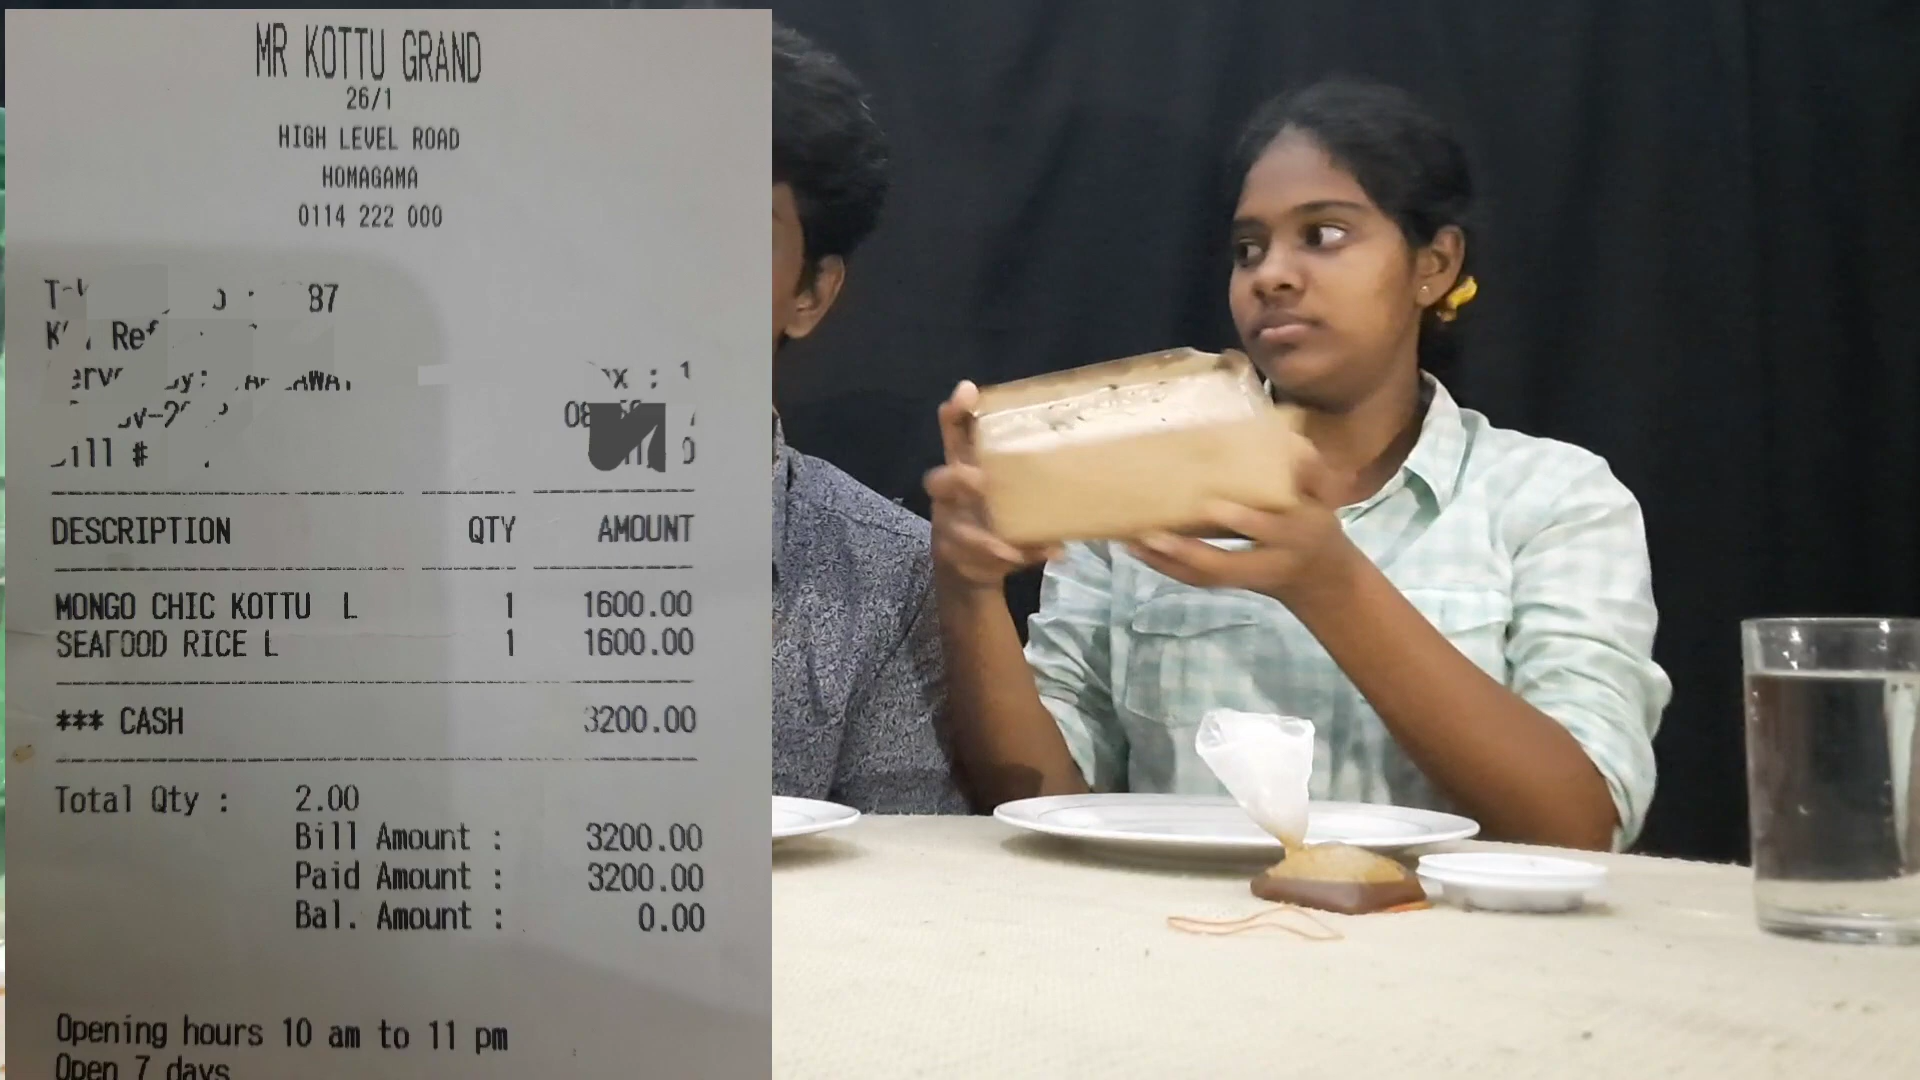 MR KOTTU GRAND
26/1
HIGH LEVEL ROAD
HOMAGAMA
0114 222 000
87
Ref
#
DESCRIPTION QTY AMOUNT
MONGO CHIC KOTTU L 1 1600.00
SEAFOOD RICE L 1 1600.00
*** CASH 3200.00
Total Qty : 2.00
Bill Amount : 3200.00
Paid Amount : 3200.00
Bal. Amount : 0.00
Opening hours 10 am to 11 pm
Open 7 days